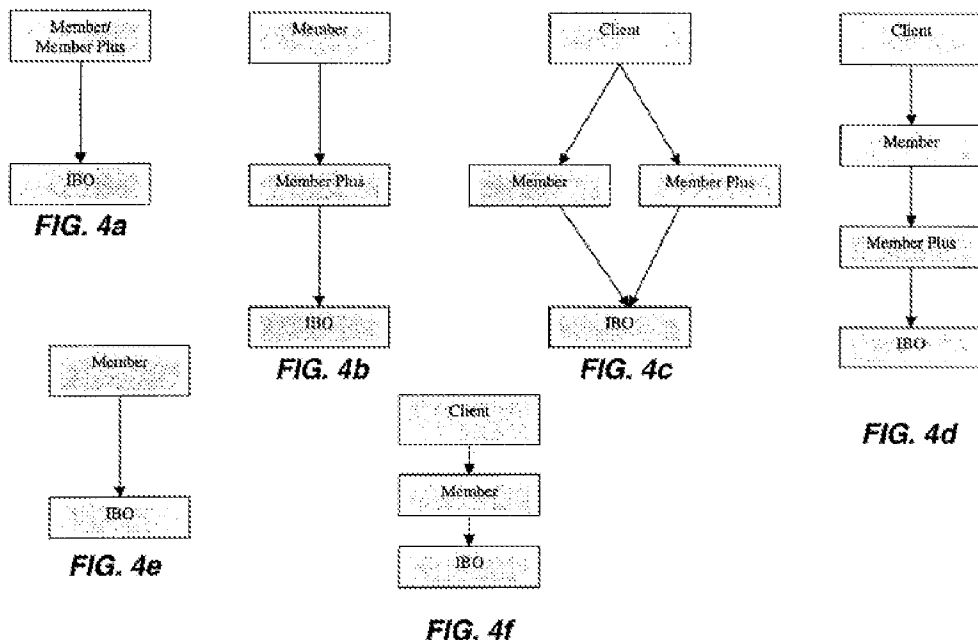 Member/
Member Plus
IBO
FIG. 4a
Member
Member Plus
IBO
FIG. 4b
Client
Member
Member Plus
IBO
FIG. 4c
Client
Member
Member Plus
IBO
FIG. 4d
Member
IBO
FIG. 4e
Client
Member
IBO
FIG. 4f